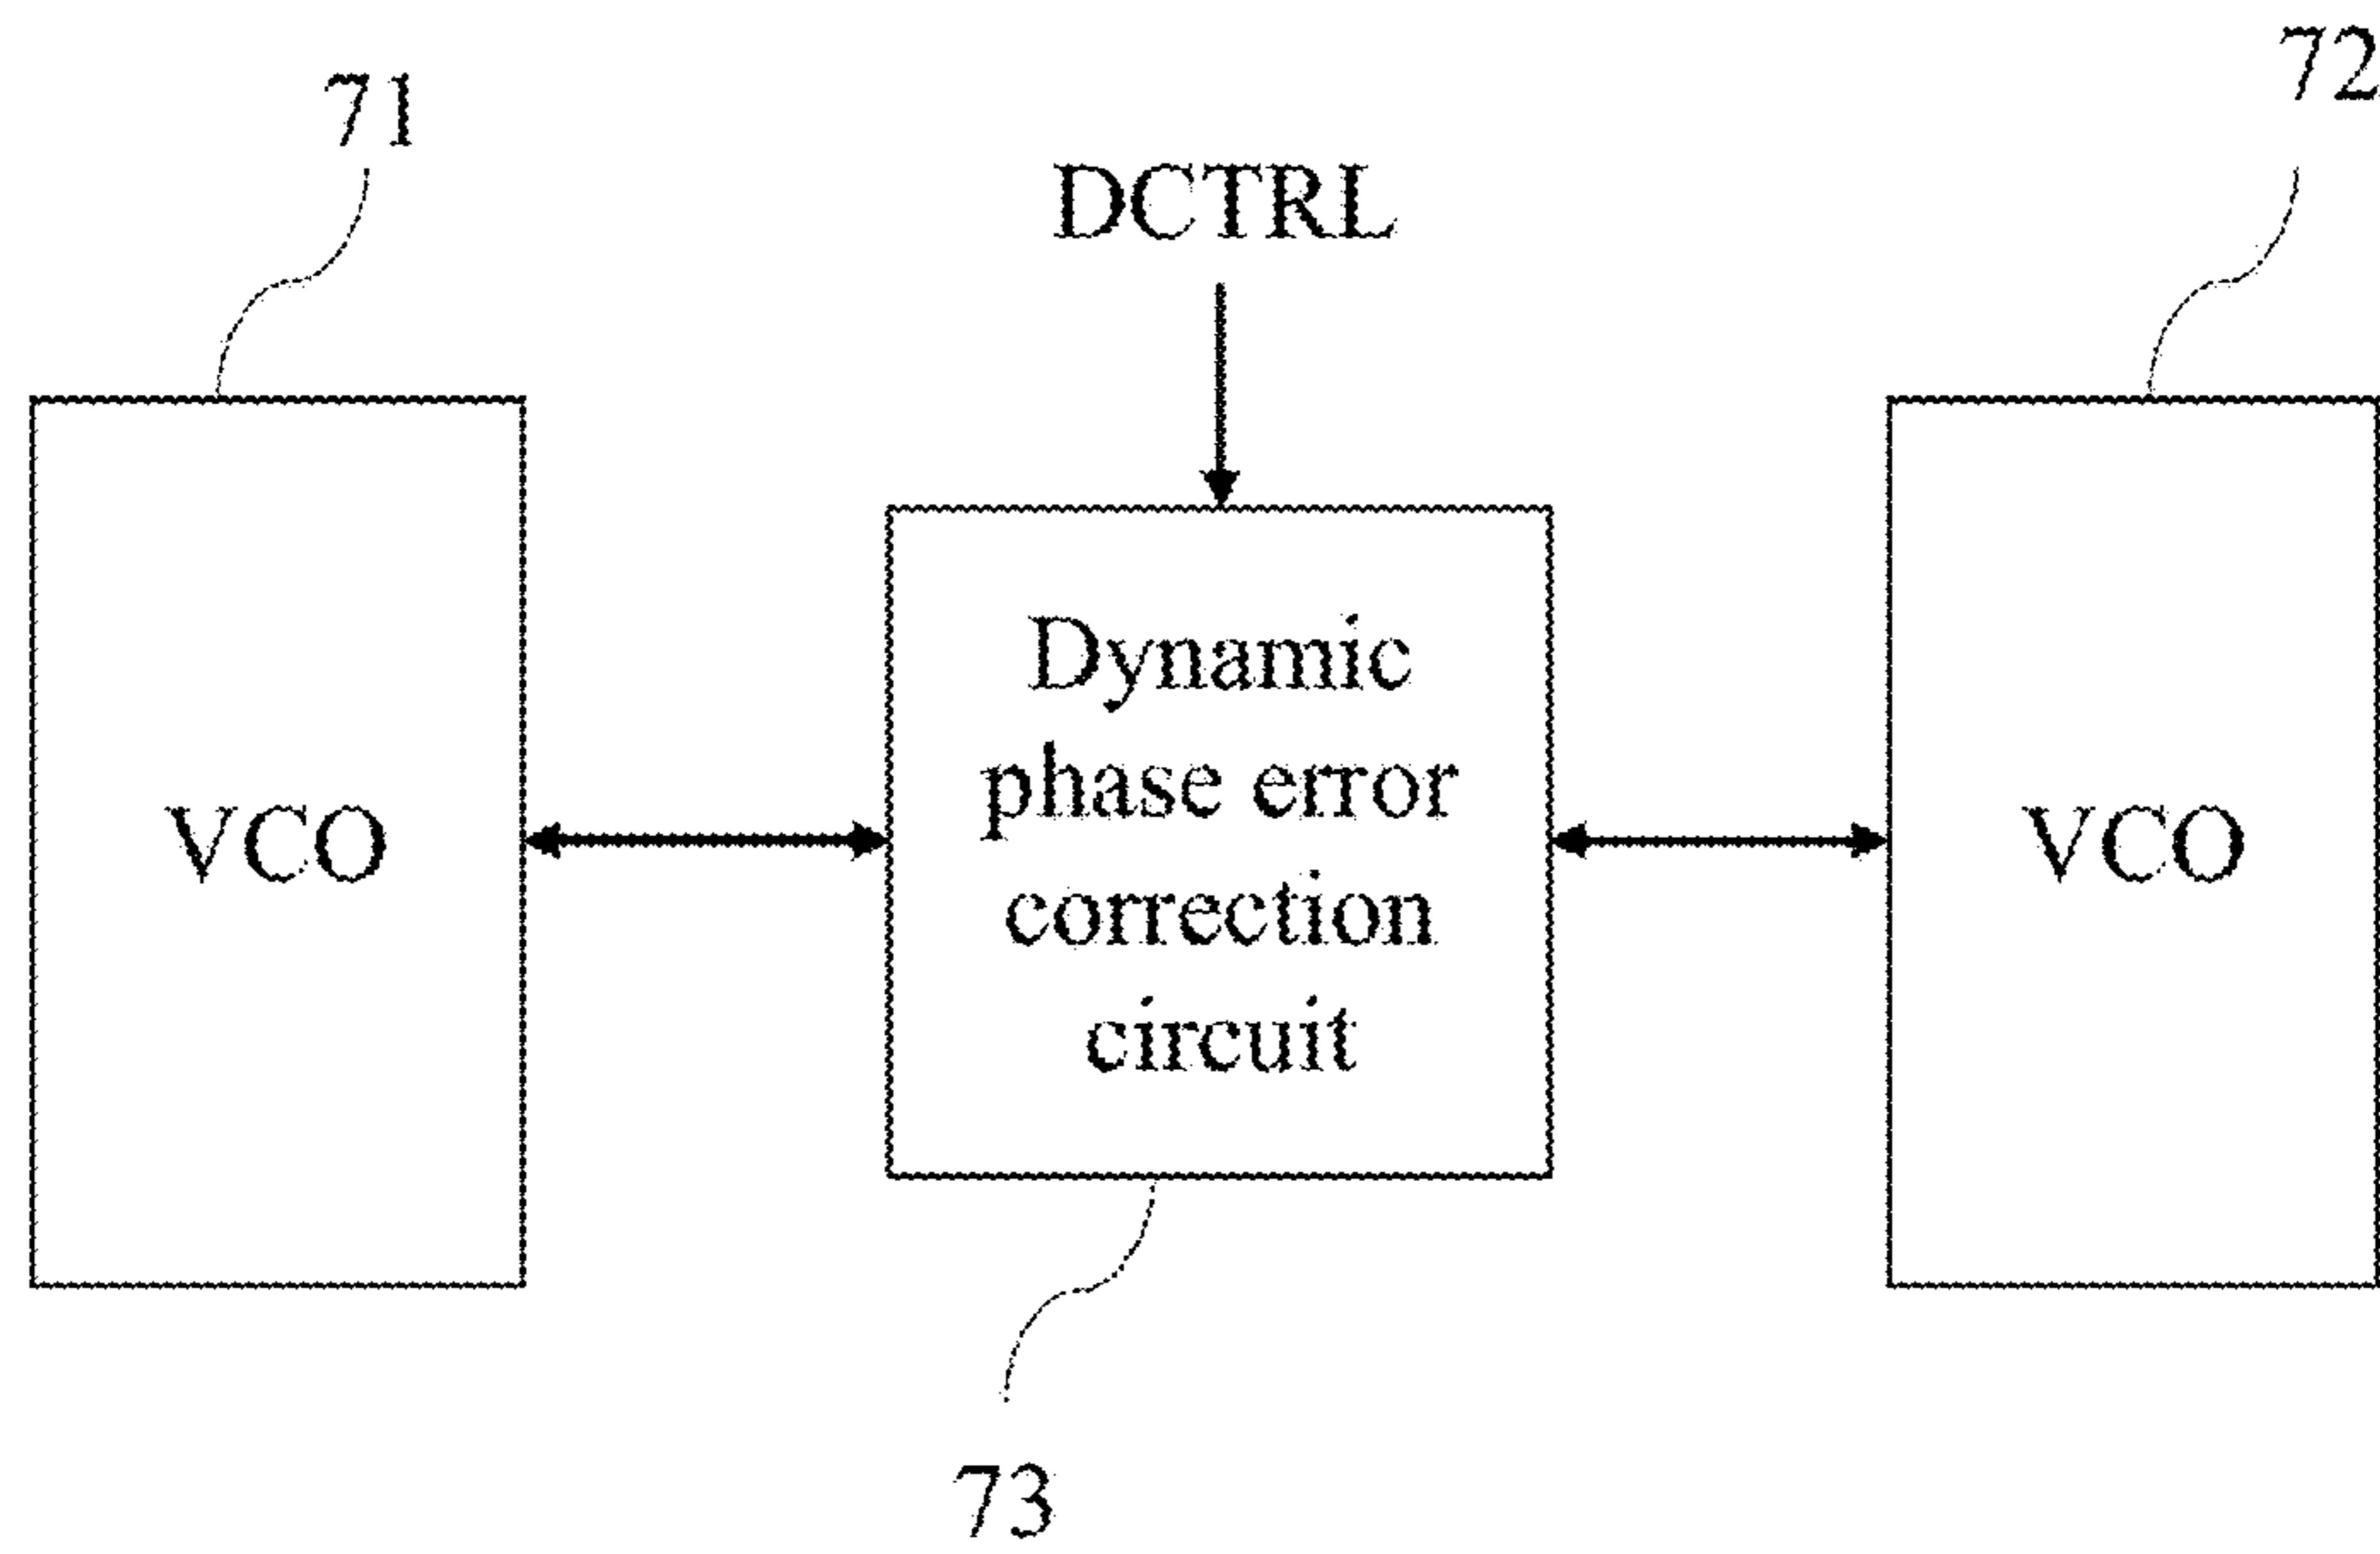 71
72
DCTRL
VCO
Dynamic
phase error
correction
circuit
VCO
73